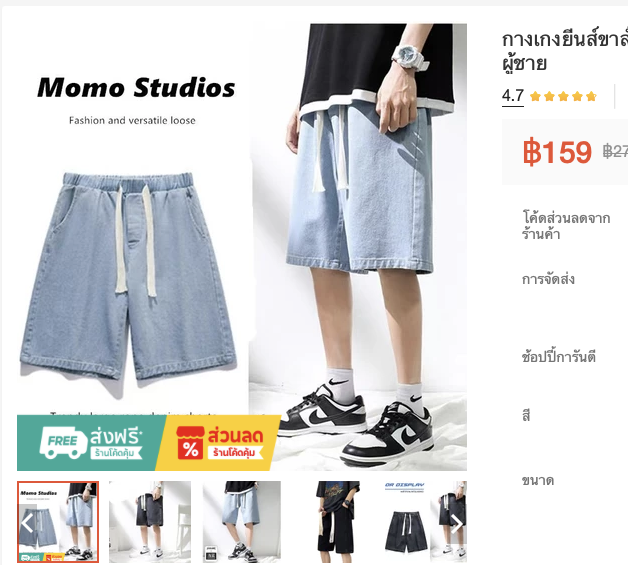 Momo Studios
Fashion and versatile loose
FREE
ส่งฟรี*
ร้านโค้ดคุ้ม
%
ส่วนลด
ร้านโค้ดคุ้ม
Momo Studios
DR DISPLAY
กางเกงยีนส์ขา
ผู้ชาย
4.7
฿159
฿27
โค้ดส่วนลดจาก
ร้านค้า
การจัดส่ง
ช้อปปี้การันตี
สี
ขนาด